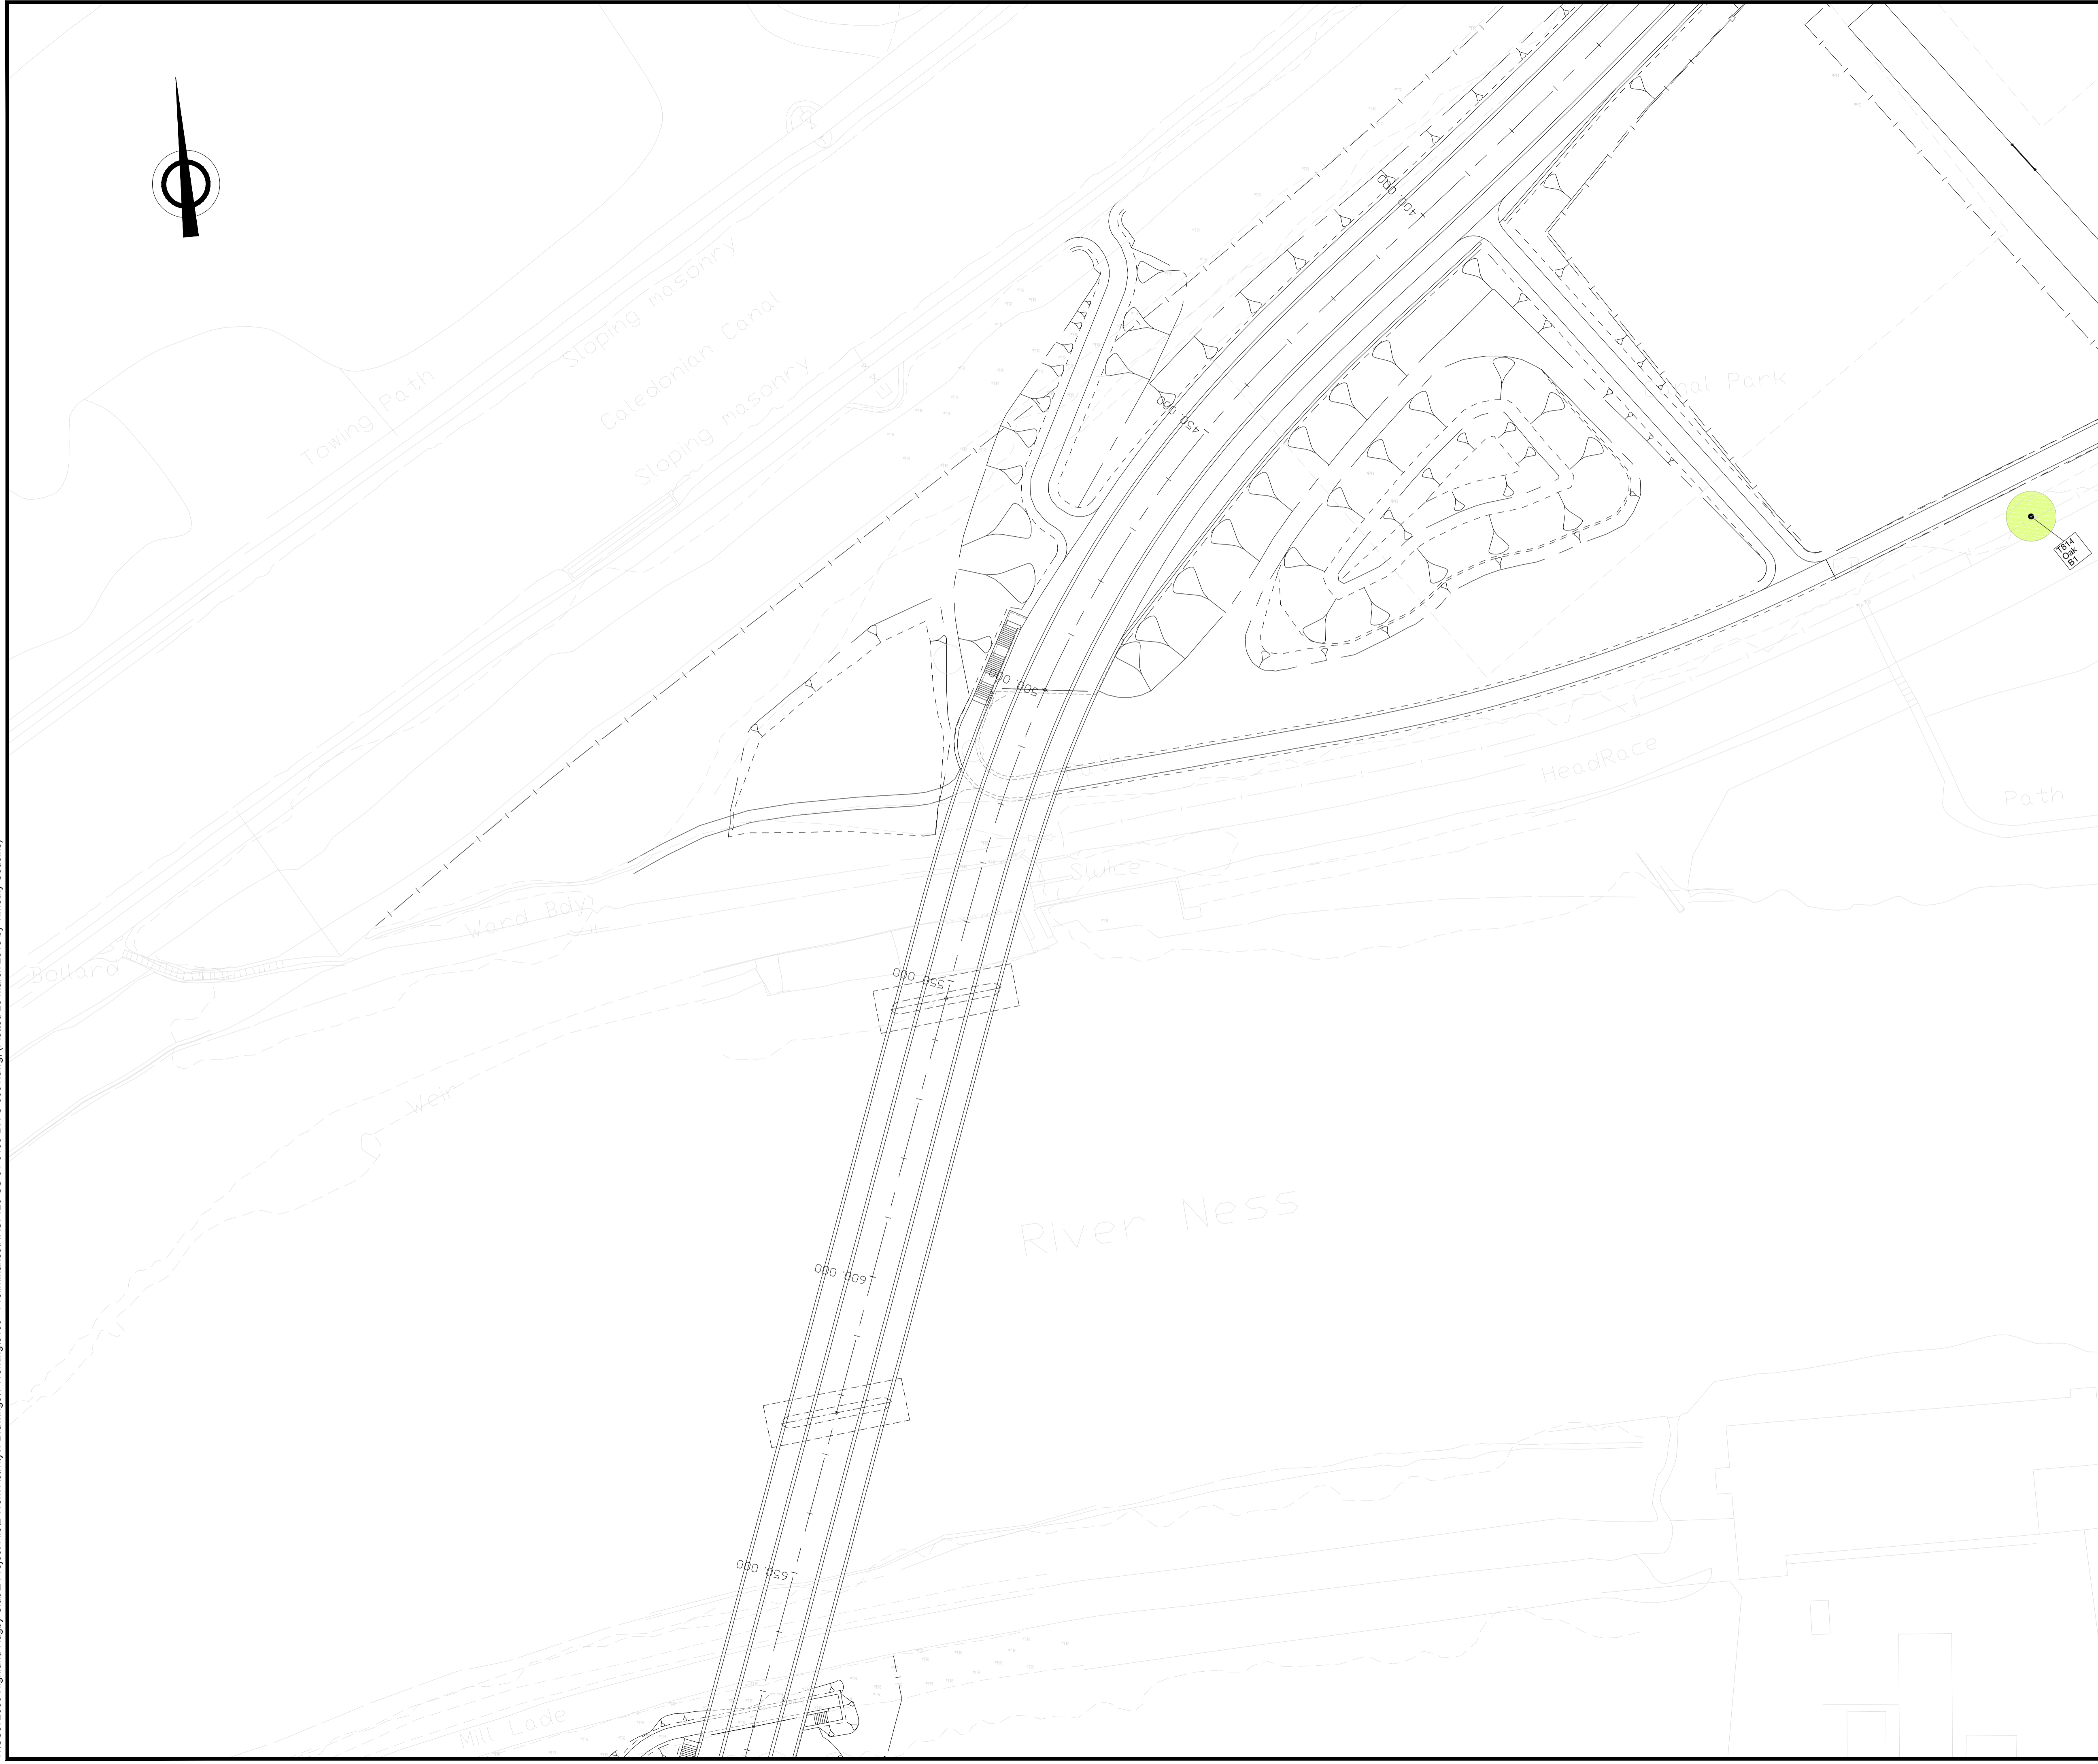 Sloping masonry
Caledonian Canal
Sloping masonry
Towing Path
400.000
450.000
nal Park
T814
Oak
B1
500.000
HeadRace
Path
Sluice
Ward Bdy
Bollard
550.000
Weir
River Ness
600.000
650.000
Mill Lade